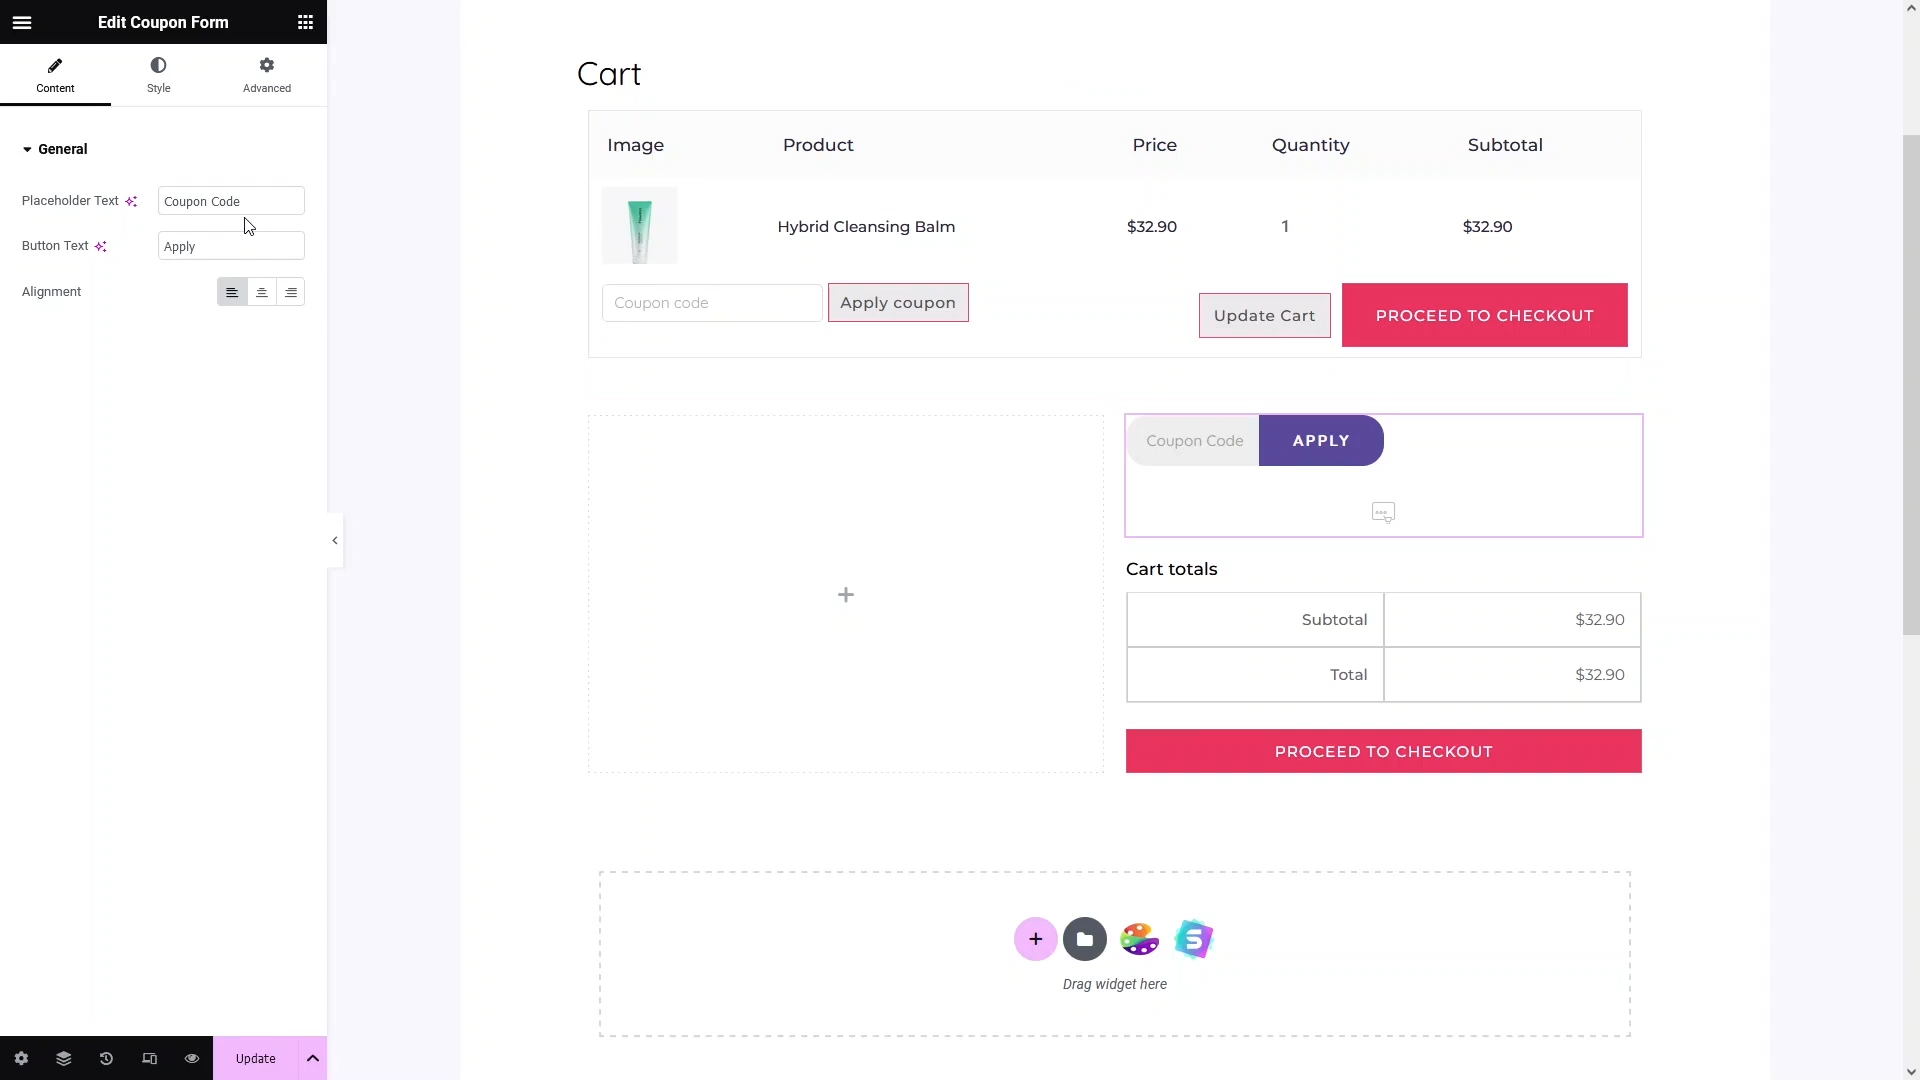 Edit Coupon Form
Content
Style
Advanced
General
Placeholder Text
Coupon Code
Button Text
Apply
Alignment
Update
Cart
Image Product Price Quantity Subtotal
Hybrid Cleansing Balm $32.90 1 $32.90
Coupon code
Apply coupon
Update Cart
PROCEED TO CHECKOUT
Coupon Code
APPLY
Cart totals
Subtotal $32.90
Total $32.90
PROCEED TO CHECKOUT
S
Drag widget here